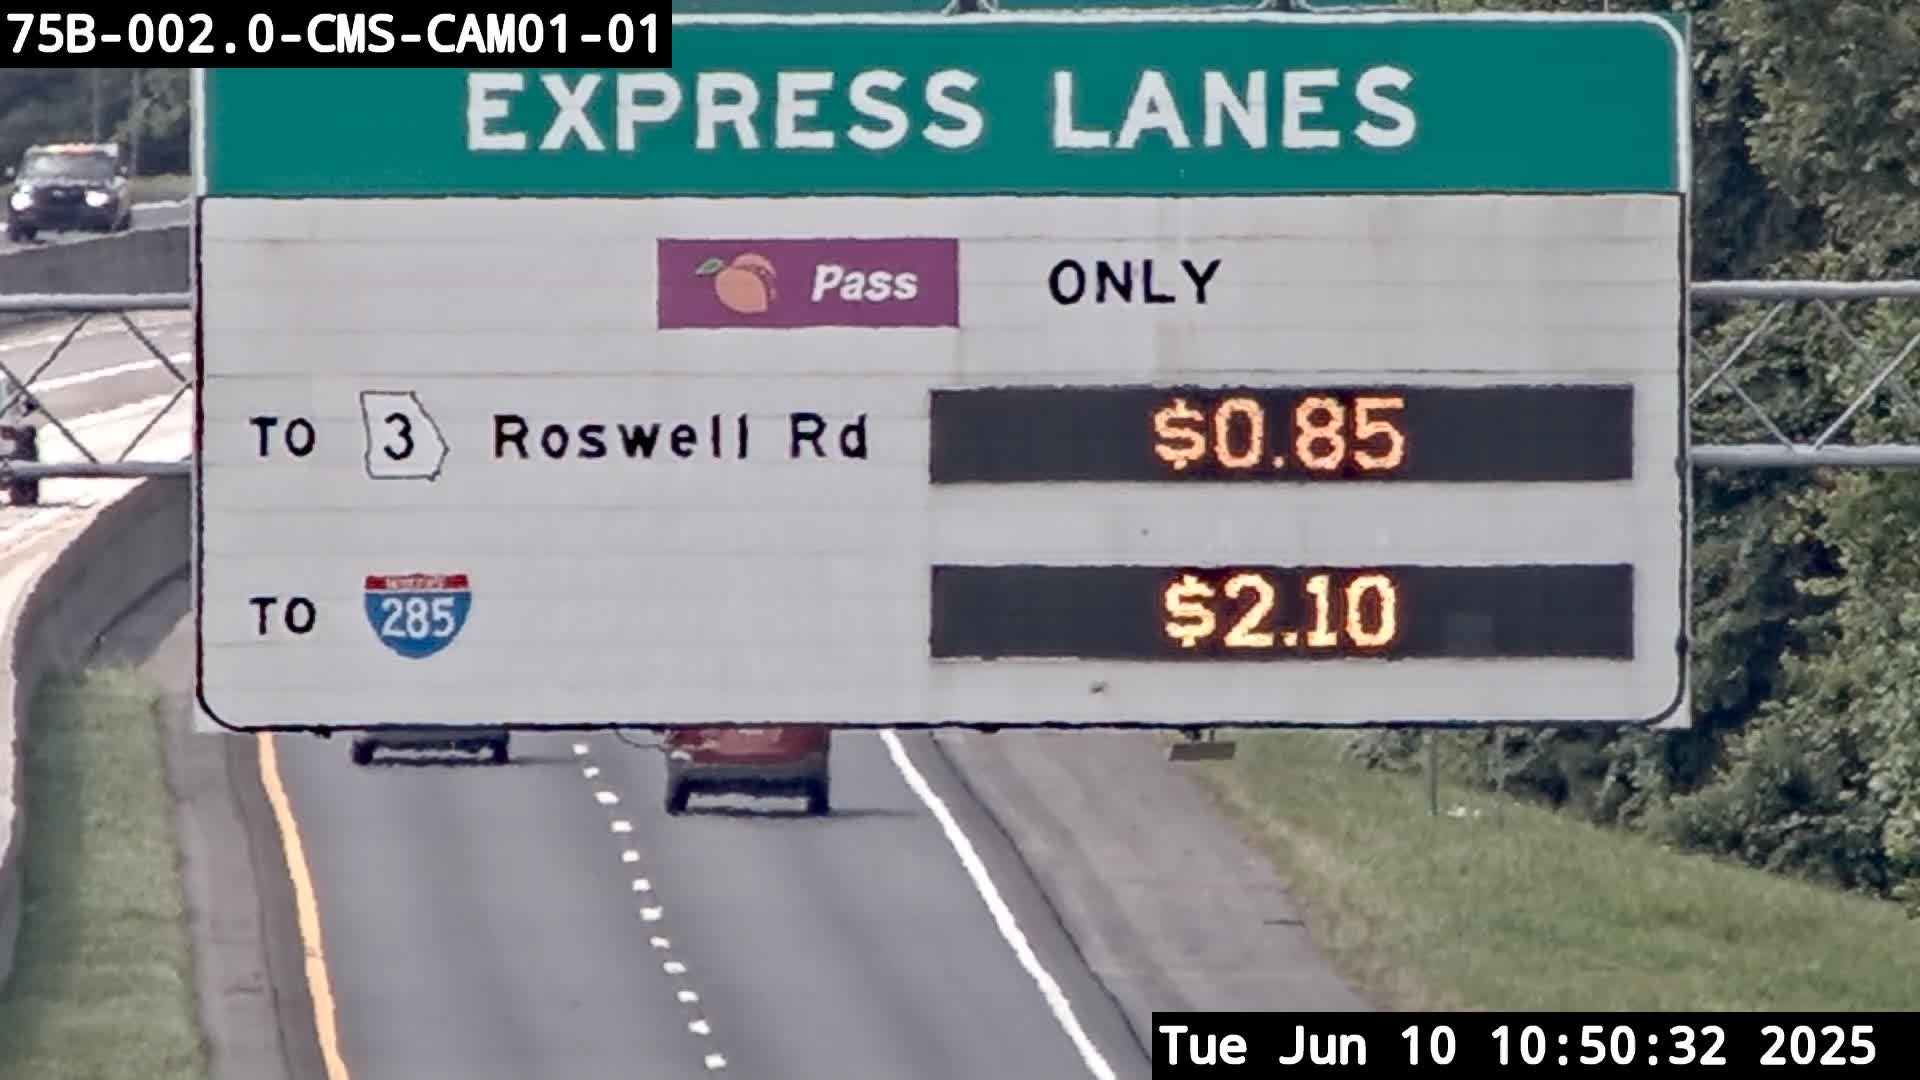 75B-002.0-CMS-CAM01-01
EXPRESS LANES
Pass ONLY
TO 3 Roswell Rd $0.85
TO 285 $2.10
Tue Jun 10 10:50:32 2025